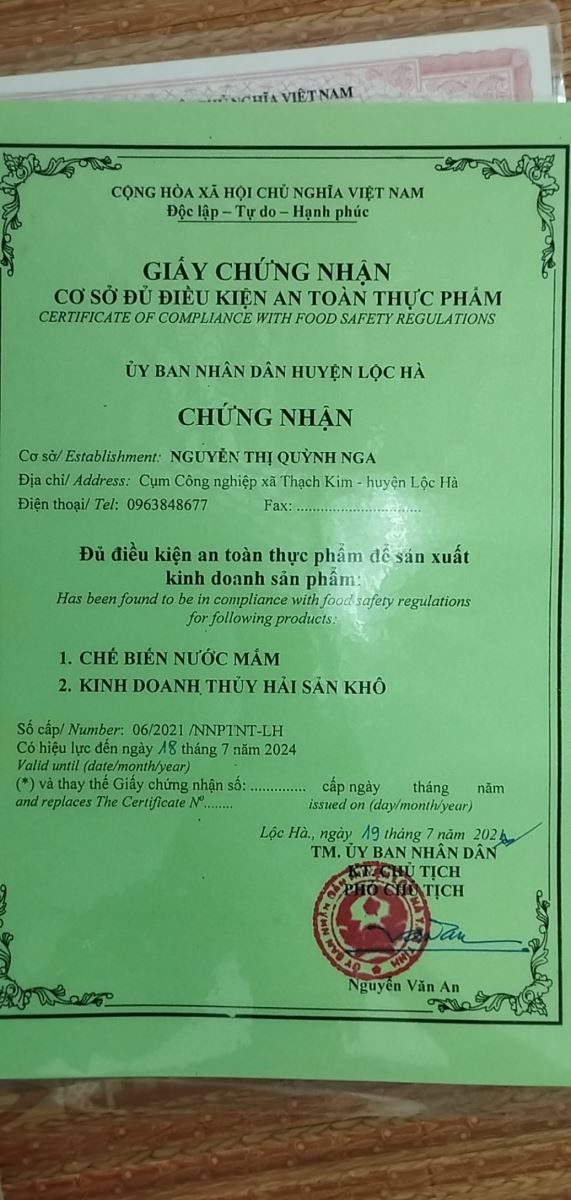 CHỦ NGHĨA VIỆT NAM
CỘNG HÒA XÃ HỘI CHỦ NGHĨA VIỆT NAM
Độc lập – Tự do – Hạnh phúc
GIẤY CHỨNG NHẬN
CƠ SỞ ĐỦ ĐIỀU KIỆN AN TOÀN THỰC PHẨM
CERTIFICATE OF COMPLIANCE WITH FOOD SAFETY REGULATIONS
ỦY BAN NHÂN DÂN HUYỆN LỘC HÀ
CHỨNG NHẬN
Cơ sở/ Establishment: NGUYỄN THỊ QUỲNH NGA
Địa chỉ/ Address: Cụm Công nghiệp xã Thạch Kim - huyện Lộc Hà
Điện thoại/ Tel: 0963848677 Fax: ..............................
Đủ điều kiện an toàn thực phẩm để sản xuất
kinh doanh sản phẩm:
Has been found to be in compliance with food safety regulations
for following products:
1. CHẾ BIẾN NƯỚC MẮM
2. KINH DOANH THỦY HẢI SẢN KHÔ
Số cấp/ Number: 06/2021 /NNPTNT-LH
Có hiệu lực đến ngày 18 tháng 7 năm 2024
Valid until (date/month/year)
(*) và thay thế Giấy chứng nhận số: ............. cấp ngày tháng năm
and replaces The Certificate Nº........ issued on (day/month/year)
Lộc Hà., ngày 19 tháng 7 năm 2021
TM. ỦY BAN NHÂN DÂN
KT. CHỦ TỊCH
PHÓ CHỦ TỊCH
Nguyễn Văn An